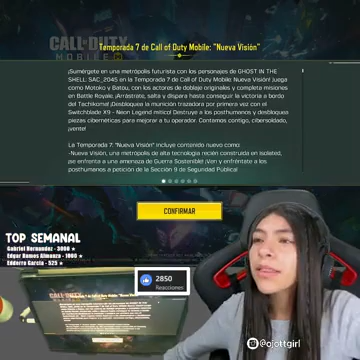 CALL OF DUTY
MOBILE
Temporada 7 de Call of Duty Mobile: "Nueva Visión"
¡Sumérgete en una metrópolis futurista con los personajes de GHOST IN THE
SHELL: SAC_2045 en la Temporada 7 de Call of Duty Mobile: Nueva Visión! Juega
como Motoko y Batou, con los actores de doblaje originales y completa misiones
en Battle Royale. ¡Arrástrate, salta y dispara hasta conseguir la victoria a bordo
del Tachikoma! ¡Desbloquea la munición trazadora por primera vez con el
Switchblade X9 - Neon Legend mítico! Destruye a los posthumanos y desbloquea
piezas cibernéticas para mejorar a tu operador. Contamos contigo, cibersoldado,
¡vente!
La Temporada 7: "Nueva Visión" incluye contenido nuevo como:
-Nueva Visión, una metrópolis de alta tecnología recién construida en islandia,
¡se enfrenta a una amenaza de Guerra Sostenible! ¡Ven y enfréntate a los
posthumanos a petición de la Sección 9 de Seguridad Pública!
CONFIRMAR
TOP SEMANAL
Gabriel Hernandez - 3000 ★
Edgar Ramos Almanza - 1000 ★
Edderre Garcia - 525 ★
2850
Reacciones
@ojottgirl